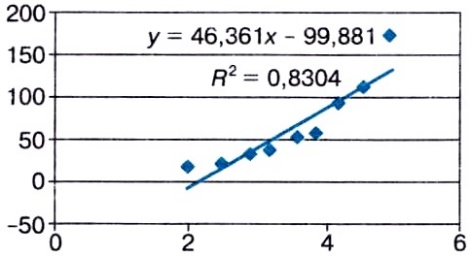 200
y = 46,361x – 99,881
150
R² = 0,8304
100
50
0
–50
0 2 4 6